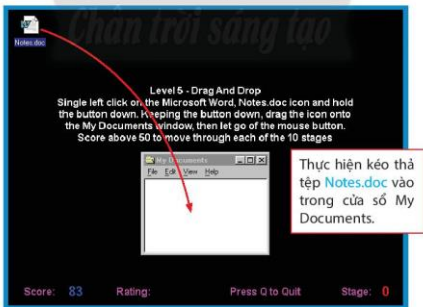 Chân trời sáng tạo
Notes.doc
Level 5 - Drag And Drop
Single left click on the Microsoft Word, Notes.doc icon and hold
the button down. Keeping the button down, drag the icon onto
the My Documents window, then let go of the mouse button.
Score above 50 to move through each of the 10 stages
My Documents
File Edit View Help
Thực hiện kéo thả
tệp Notes.doc vào
trong cửa sổ My
Documents.
Score: 83 Rating: Press Q to Quit Stage: 0